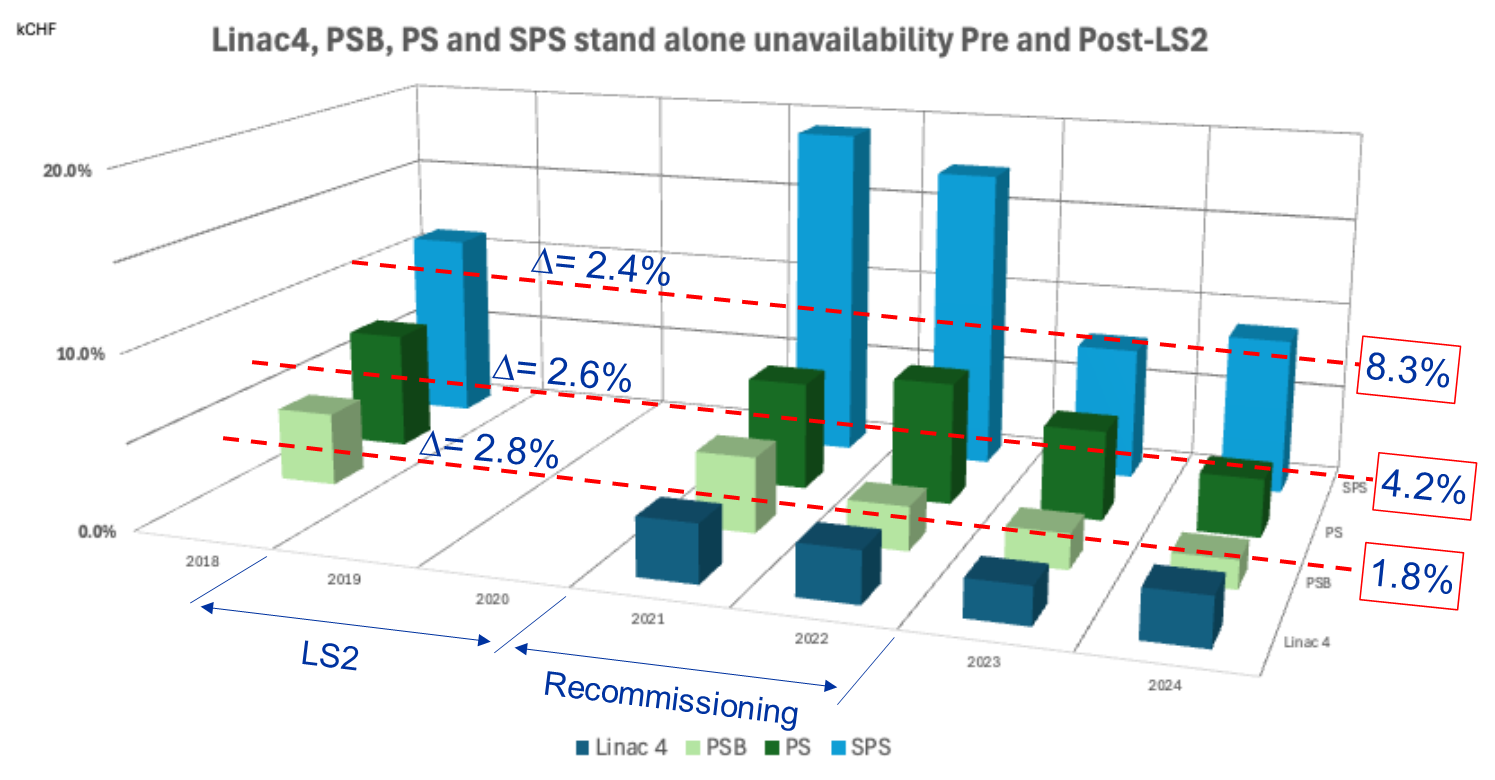 kCHF
Linac4, PSB, PS and SPS stand alone unavailability Pre and Post-LS2
20.0%
10.0%
0.0%
Δ= 2.4%
Δ= 2.6%
Δ= 2.8%
8.3%
4.2%
1.8%
SPS
PS
PSB
Linac 4
2018
2019
2020
2021
2022
2023
2024
LS2
Recommissioning
Linac 4 PSB PS SPS